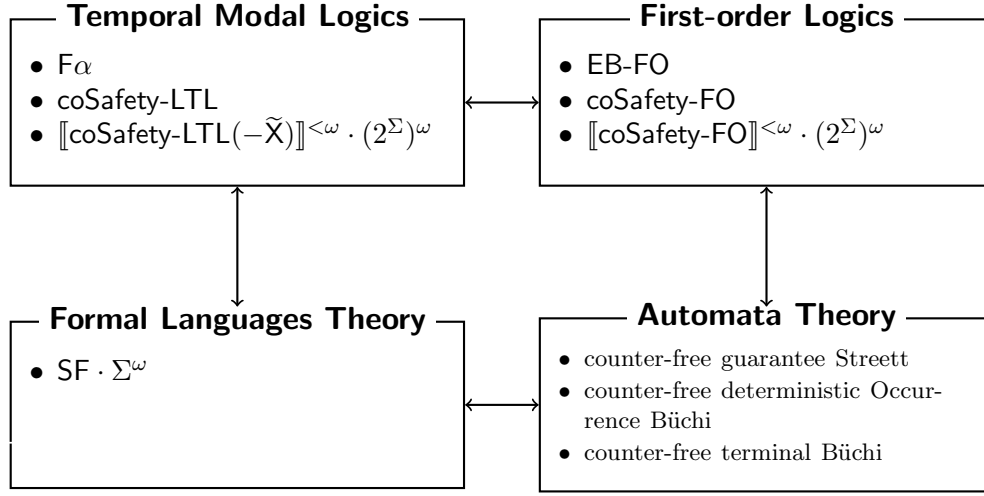 Temporal Modal Logics
• Fα
• coSafety-LTL
• ⟦coSafety-LTL(−X̃)⟧^{<ω} · (2^Σ)^ω
First-order Logics
• EB-FO
• coSafety-FO
• ⟦coSafety-FO⟧^{<ω} · (2^Σ)^ω
Formal Languages Theory
• SF · Σ^ω
Automata Theory
• counter-free guarantee Streett
• counter-free deterministic Occur-
rence Büchi
• counter-free terminal Büchi